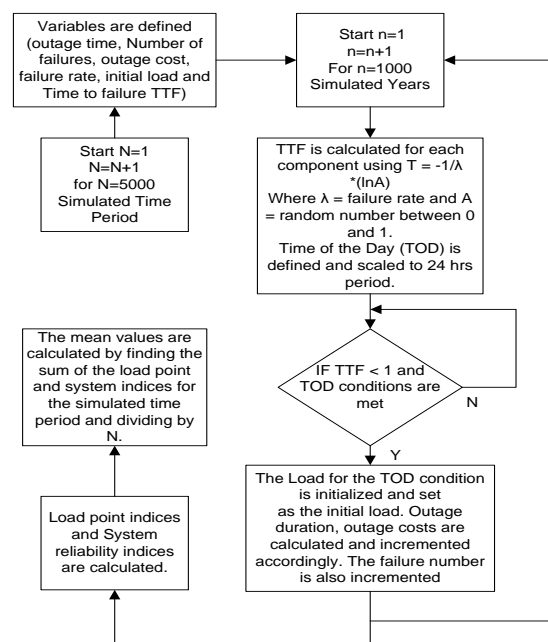 Variables are defined
(outage time, Number of
failures, outage cost,
failure rate, initial load and
Time to failure TTF)
Start n=1
n=n+1
For n=1000
Simulated Years
Start N=1
N=N+1
for N=5000
Simulated Time
Period
TTF is calculated for each
component using T = -1/λ
*(lnA)
Where λ = failure rate and A
= random number between 0
and 1.
Time of the Day (TOD) is
defined and scaled to 24 hrs
period.
The mean values are
calculated by finding the
sum of the load point
and system indices for
the simulated time
period and dividing by
N.
IF TTF < 1 and
TOD conditions are
met
N
Y
The Load for the TOD condition
is initialized and set
as the initial load. Outage
duration, outage costs are
calculated and incremented
accordingly. The failure number
is also incremented
Load point indices
and System
reliability indices
are calculated.